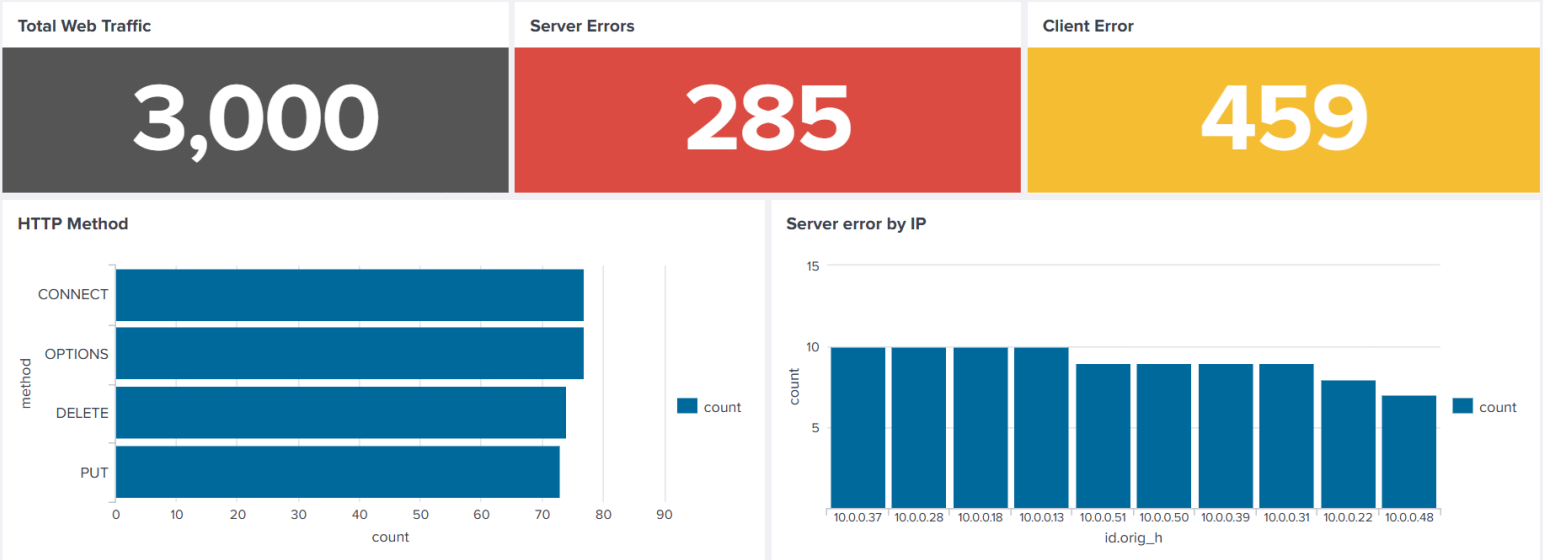 Total Web Traffic
Server Errors
Client Error
3,000
285
459
HTTP Method
method
CONNECT
OPTIONS
DELETE
PUT
0 10 20 30 40 50 60 70 80 90
count
count
Server error by IP
count
15
10
5
10.0.0.37 10.0.0.28 10.0.0.18 10.0.0.13 10.0.0.51 10.0.0.50 10.0.0.39 10.0.0.31 10.0.0.22 10.0.0.48
id.orig_h
count